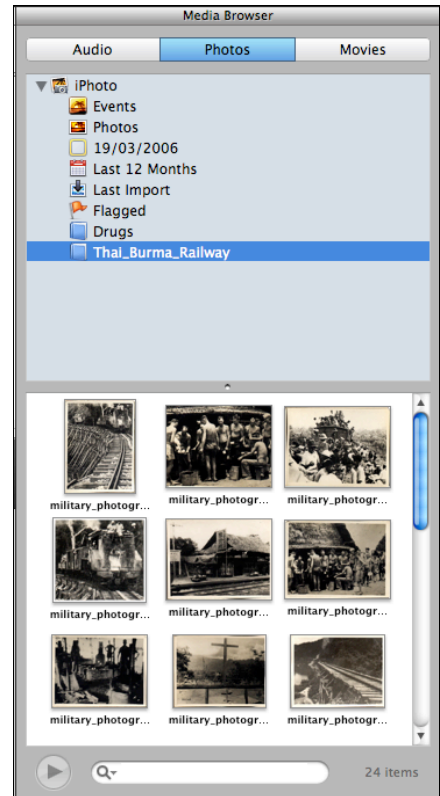 Media Browser
Audio Photos Movies
iPhoto
Events
Photos
19/03/2006
Last 12 Months
Last Import
Flagged
Drugs
Thai_Burma_Railway
military_photogr... military_photogr... military_photogr...
military_photogr... military_photogr... military_photogr...
military_photogr... military_photogr... military_photogr...
24 items